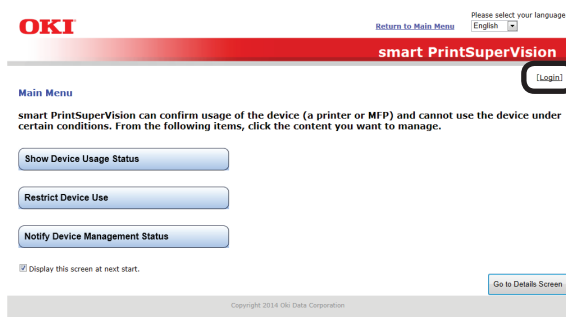 OKI
Return to Main Menu
Please select your language
English
smart PrintSuperVision
[Login]
Main Menu
smart PrintSuperVision can confirm usage of the device (a printer or MFP) and cannot use the device under
certain conditions. From the following items, click the content you want to manage.
Show Device Usage Status
Restrict Device Use
Notify Device Management Status
Display this screen at next start.
Go to Details Screen
Copyright 2014 Oki Data Corporation